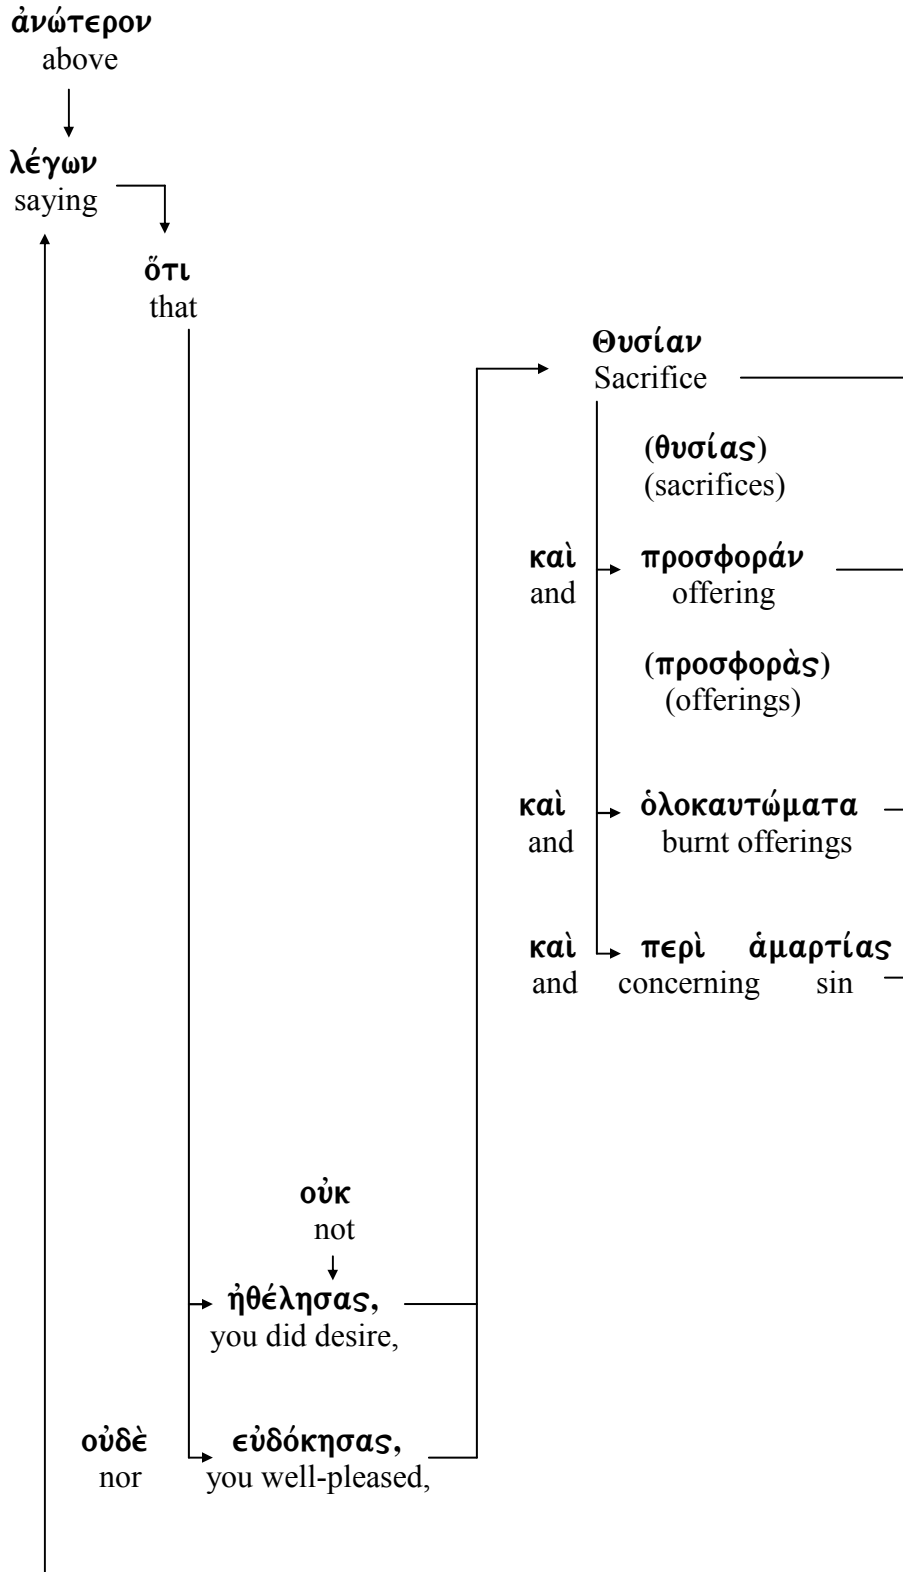 ἀνώτερον
above
λέγων
saying
ὅτι
that
Θυσίαν
Sacrifice
(θυσίας)
(sacrifices)
καὶ προσφοράν
and offering
(προσφορὰς)
(offerings)
καὶ ὁλοκαυτώματα
and burnt offerings
καὶ περὶ ἁμαρτίας
and concerning sin
οὐκ
not
ἠθέλησας,
you did desire,
οὐδὲ εὐδόκησας,
nor you well-pleased,